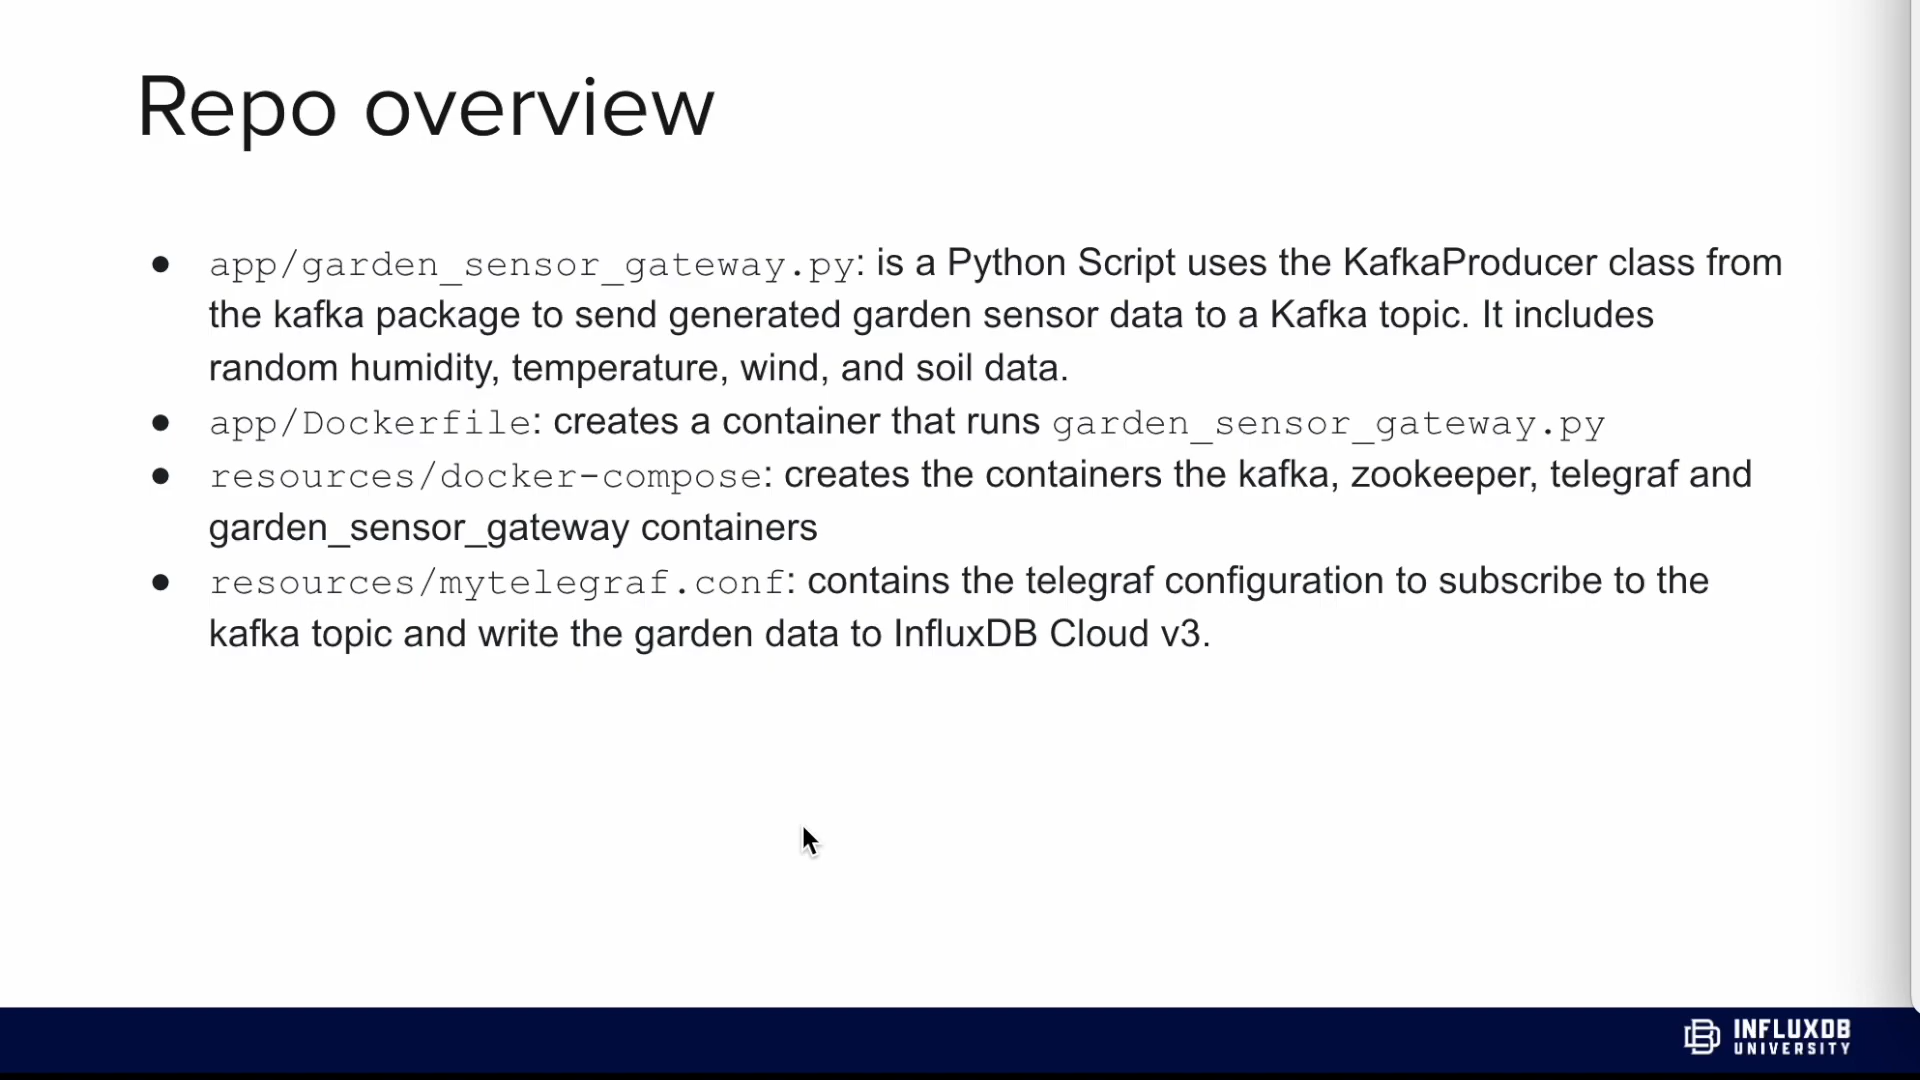 Repo overview
● app/garden_sensor_gateway.py: is a Python Script uses the KafkaProducer class from
the kafka package to send generated garden sensor data to a Kafka topic. It includes
random humidity, temperature, wind, and soil data.
● app/Dockerfile: creates a container that runs garden_sensor_gateway.py
● resources/docker-compose: creates the containers the kafka, zookeeper, telegraf and
garden_sensor_gateway containers
● resources/mytelegraf.conf: contains the telegraf configuration to subscribe to the
kafka topic and write the garden data to InfluxDB Cloud v3.
INFLUXDB
UNIVERSITY